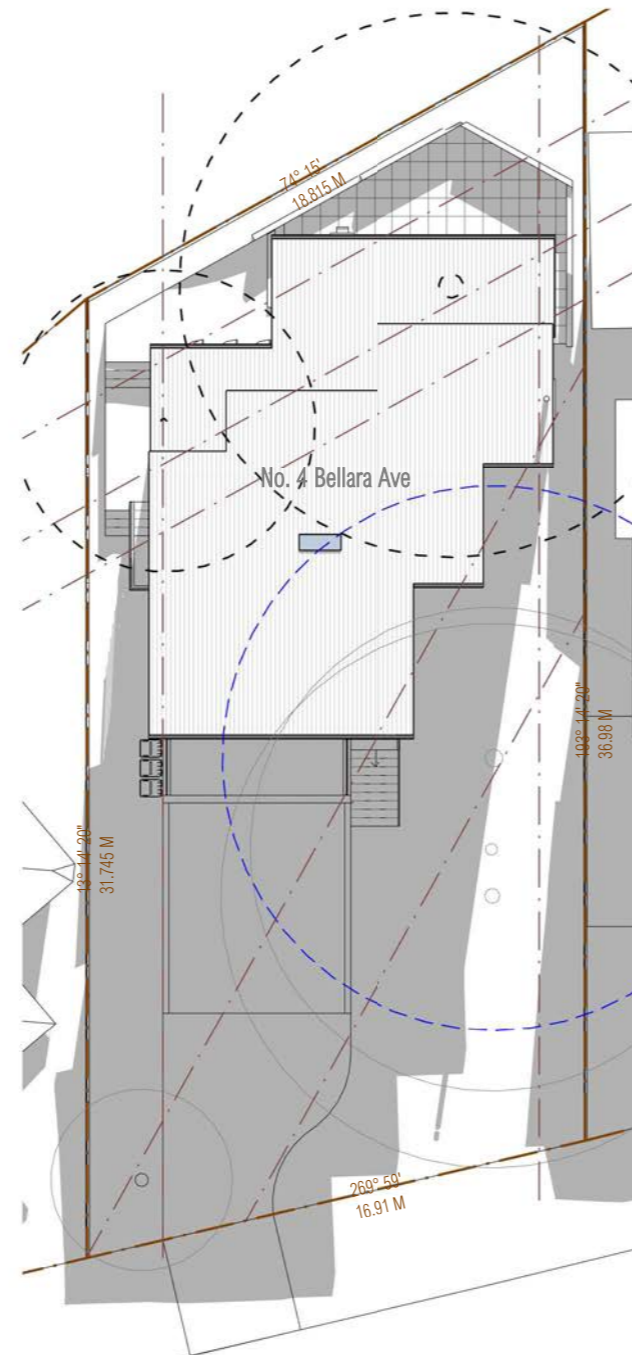 74° 15'
18.815 M
No. 4 Bellara Ave
193° 14' 20"
36.98 M
13° 14' 20"
31.745 M
269° 59'
16.91 M